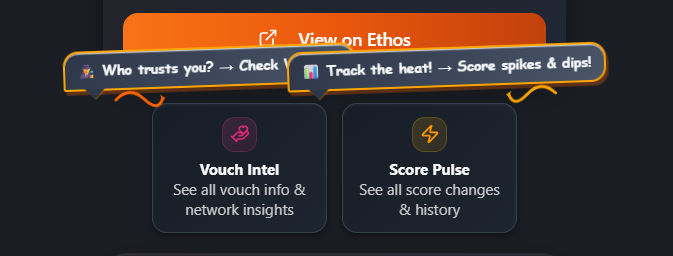 View on Ethos
Who trusts you? → Check
Track the heat! → Score spikes & dips!
Vouch Intel
See all vouch info &
network insights
Score Pulse
See all score changes
& history